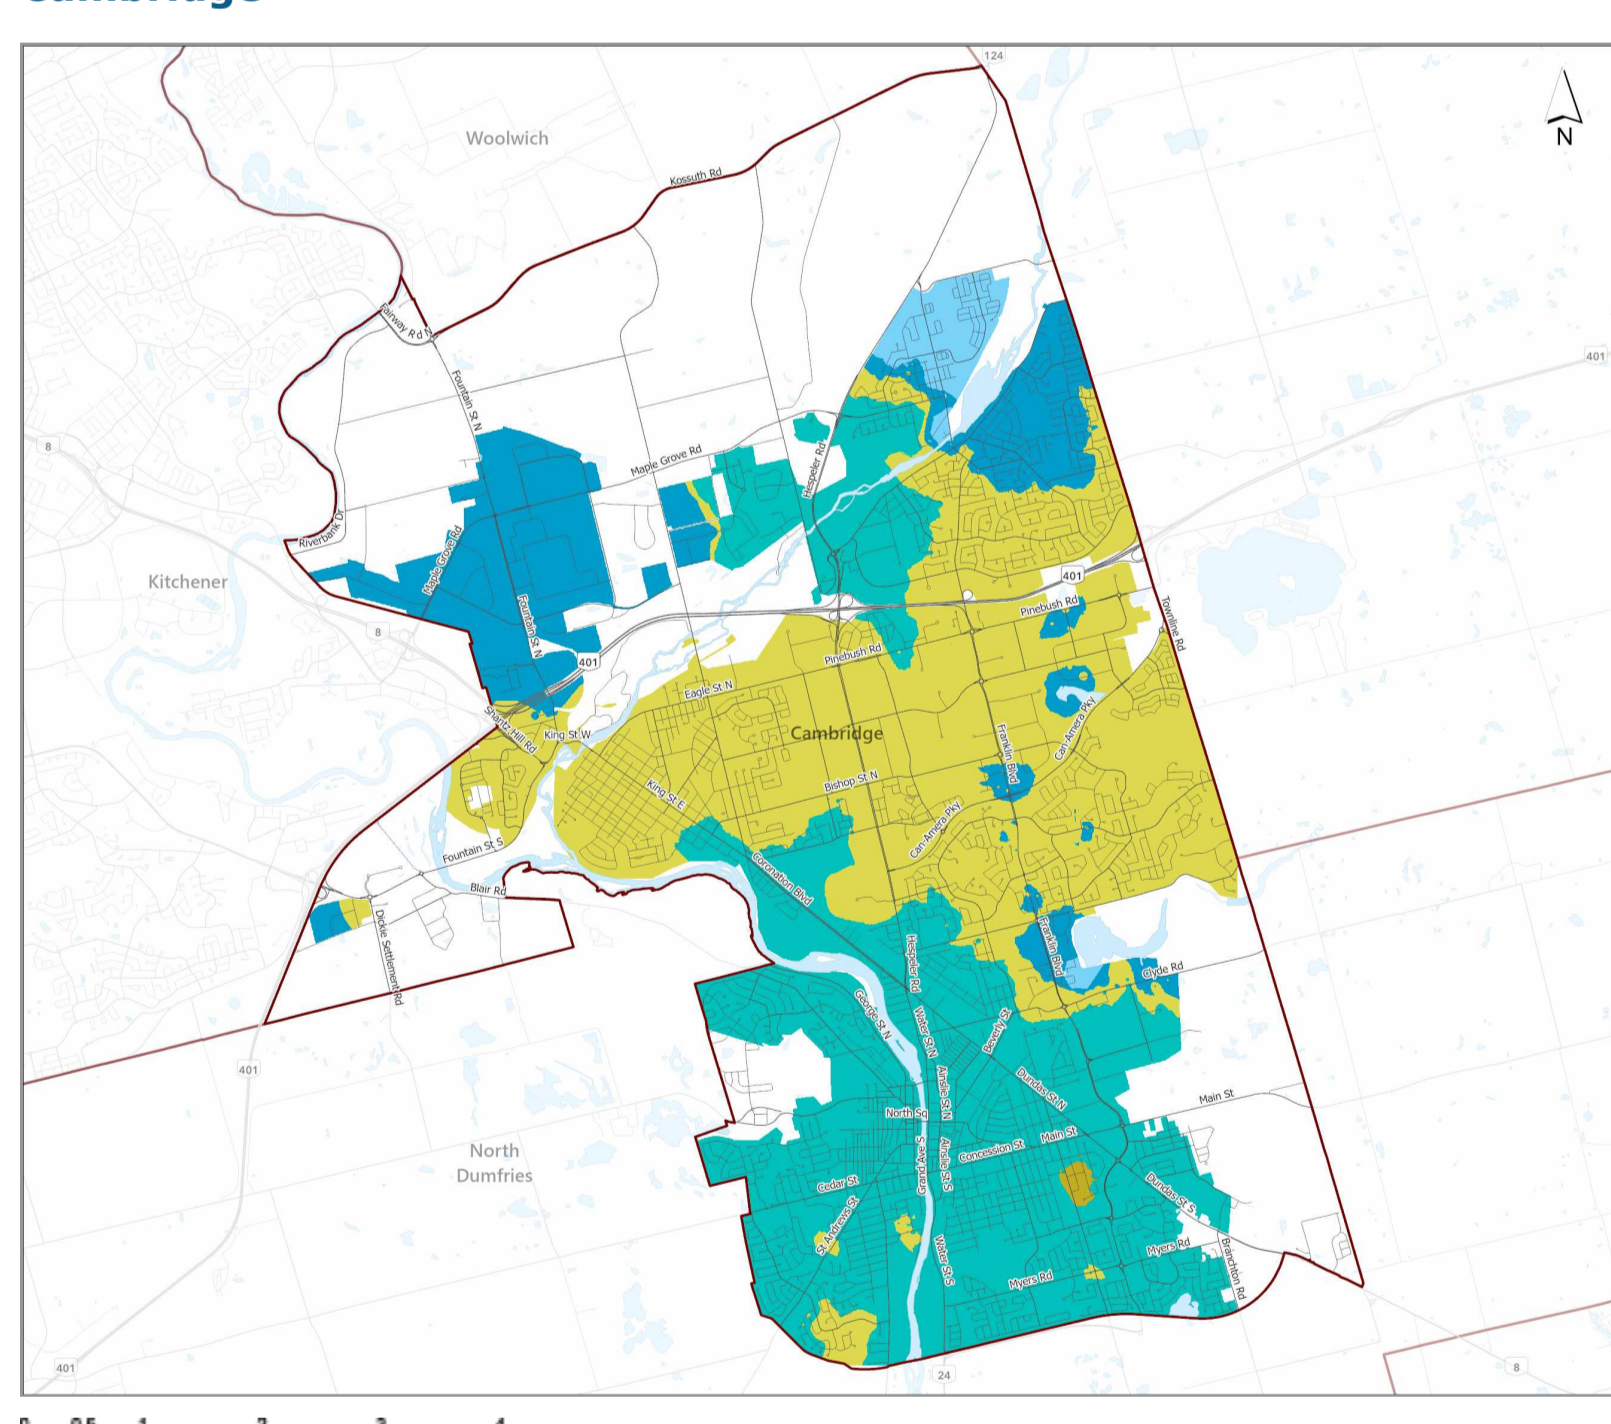 Cambridge
124
N
Woolwich
Kossuth Rd
Fairway Rd N
401
Fountain St N
8
Maple Grove Rd
Hespeler Rd
Riverbank Dr
Maple Grove Rd
Kitchener
401
Pinebush Rd
Fountain St N
Townline Rd
8
401
Pinebush Rd
Eagle St N
Shantz Hill Rd
King St W
Cambridge
Can-Amera Pky
Franklin Blvd
Bishop St N
King St E
Can-Amera Pky
Fountain St S
Coronation Blvd
Blair Rd
Dickie Settlement Rd
Franklin Blvd
Hespeler Rd
Clyde Rd
George St N
Water St N
Beverly St
401
Ainslie St N
Dundas St N
Main St
North Sq
Main St
Concession St
North
Dumfries
Grand Ave S
Ainslie St S
Cedar St
Dundas St S
St Andrews St
Water St S
Myers Rd
Branchton Rd
Myers Rd
401
24
8